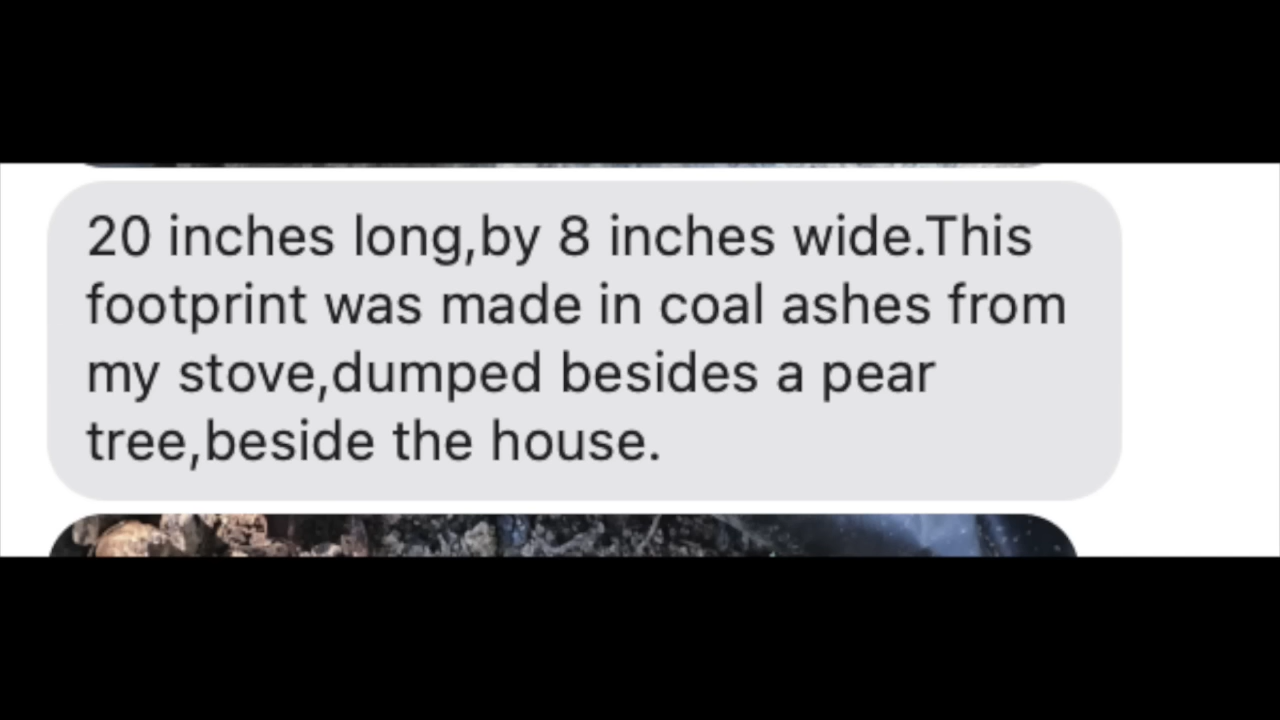 20 inches long,by 8 inches wide.This
footprint was made in coal ashes from
my stove,dumped besides a pear
tree,beside the house.